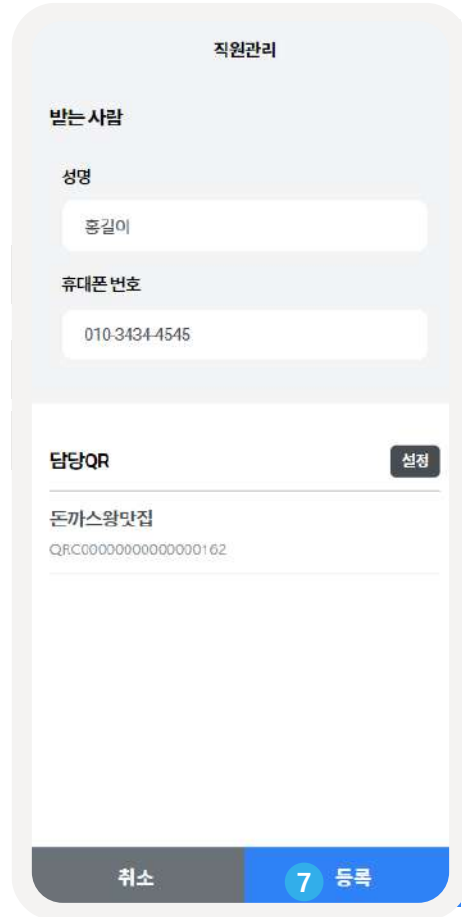 직원관리
받는 사람
성명
홍길이
휴대폰 번호
010-3434-4545
담당QR 설정
돈까스왕맛집
QRC00000000000000162
취소 7 등록